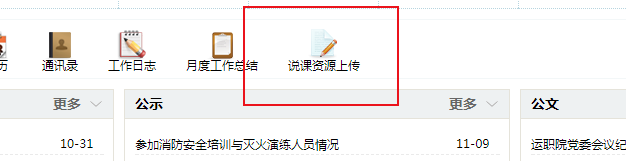 历 通讯录 工作日志 月度工作总结 说课资源上传
更多 公示 更多 公文
10-31 参加消防安全培训与灭火演练人员情况 11-09 运职院党委会议纪